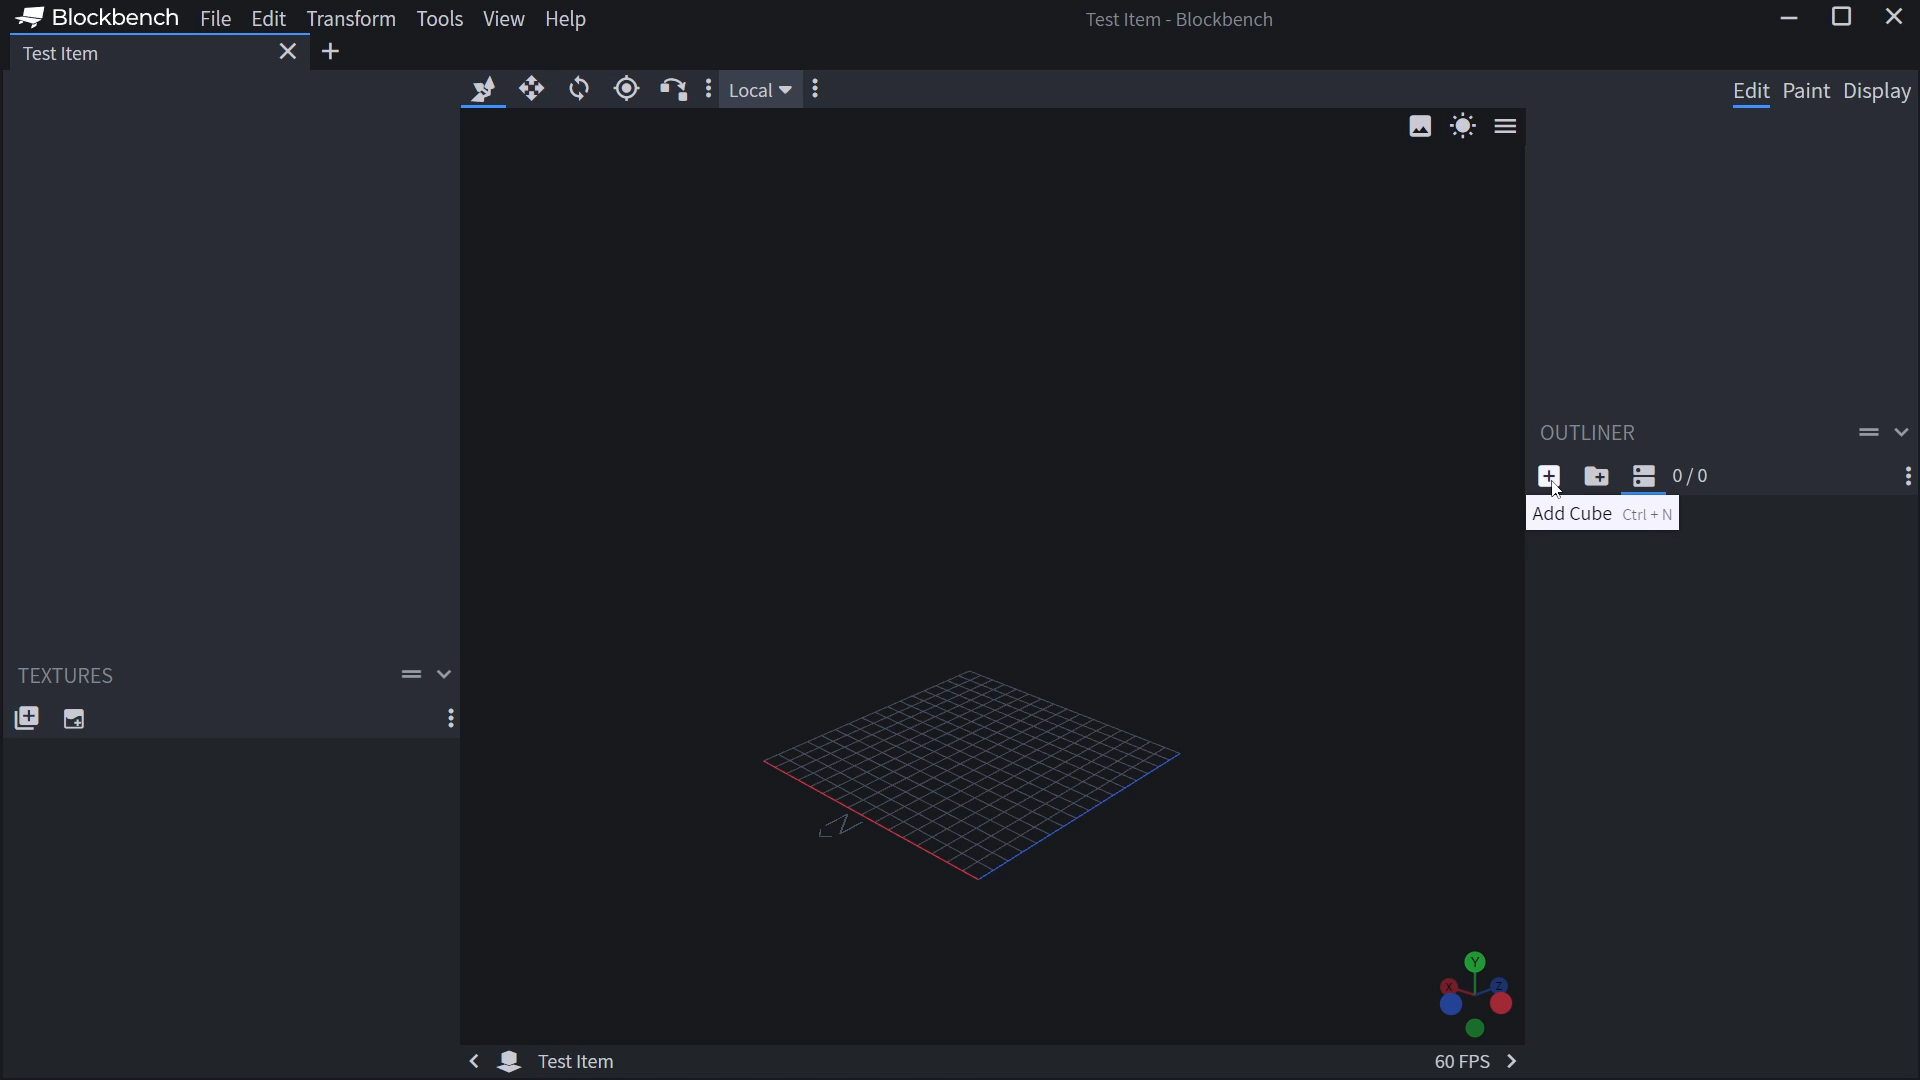 Blockbench File Edit Transform Tools View Help Test Item - Blockbench
Test Item
Local Edit Paint Display
OUTLINER
0 / 0
Add Cube Ctrl + N
TEXTURES
N
Y
X Z
Test Item 60 FPS